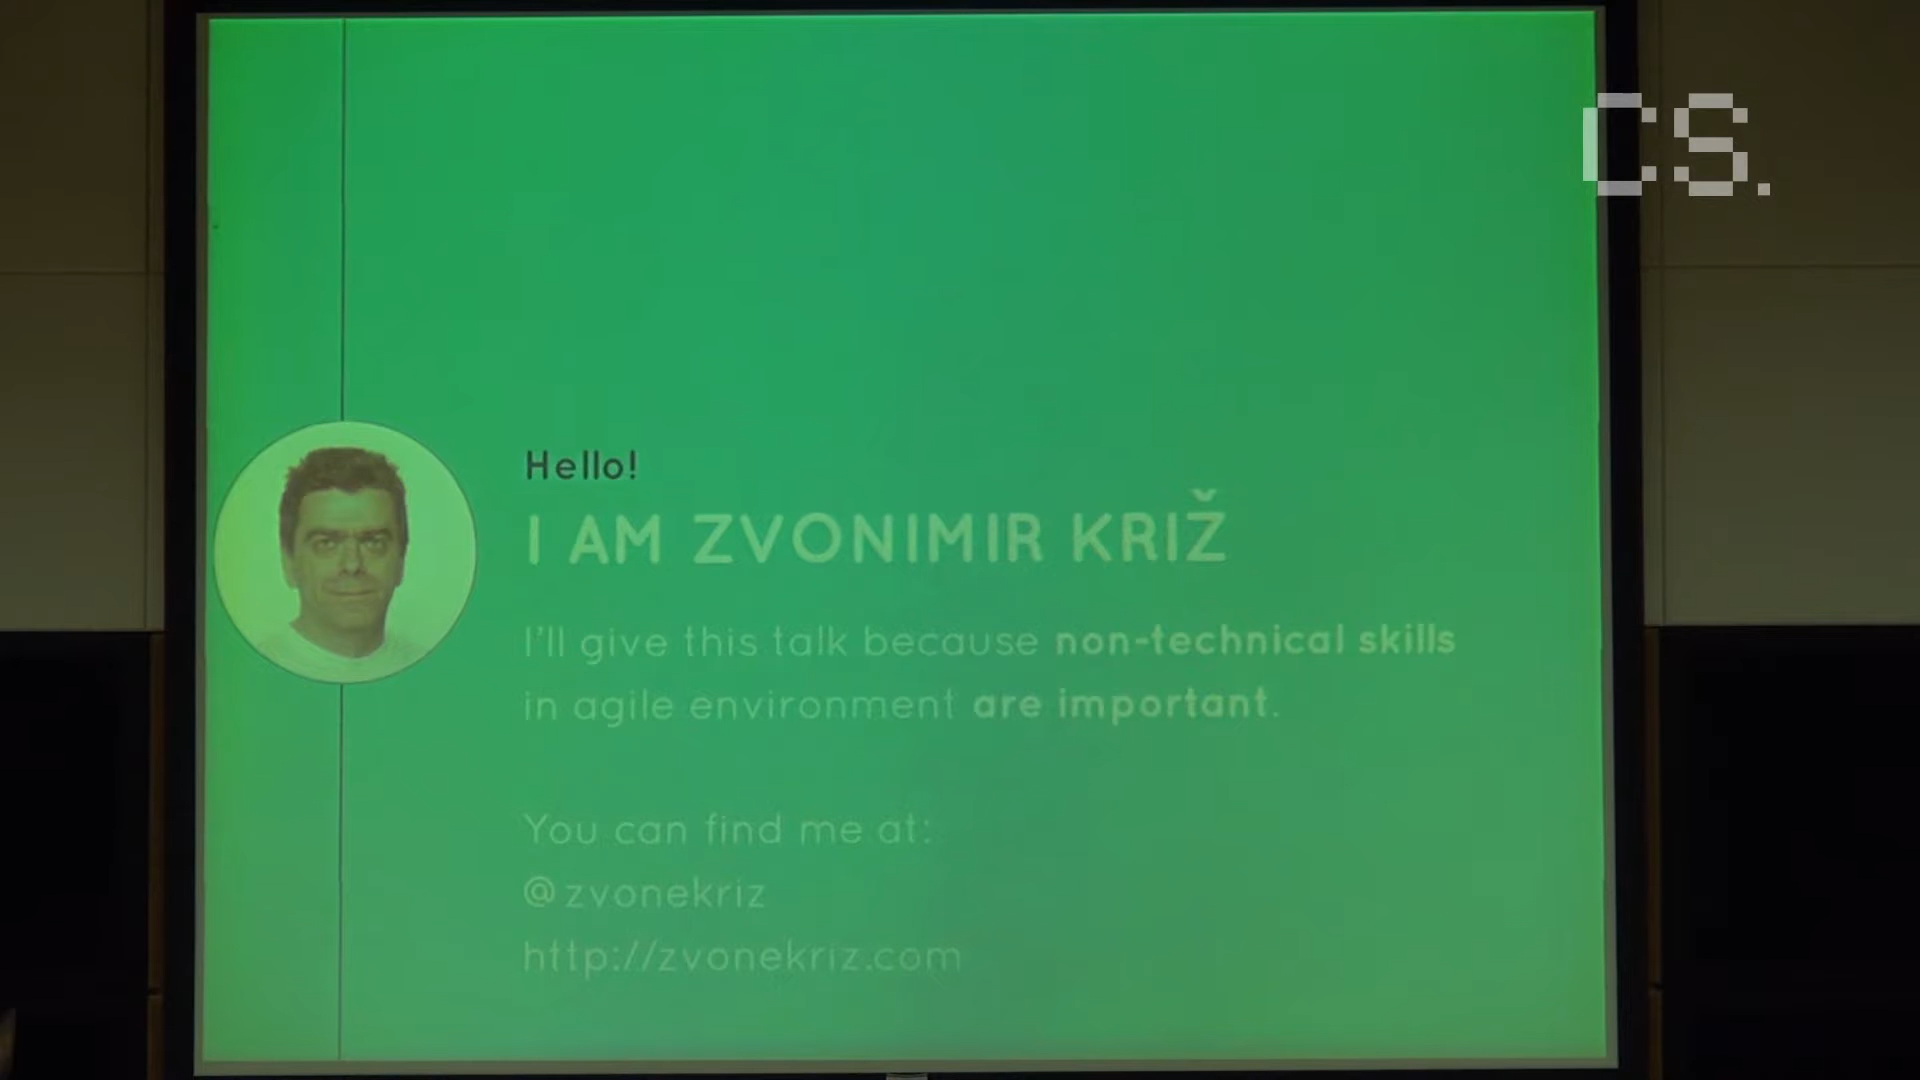 CS.
Hello!
I AM ZVONIMIR KRIŽ
I'll give this talk because non-technical skills
in agile environment are important.
You can find me at:
@zvonekriz
http://zvonekriz.com